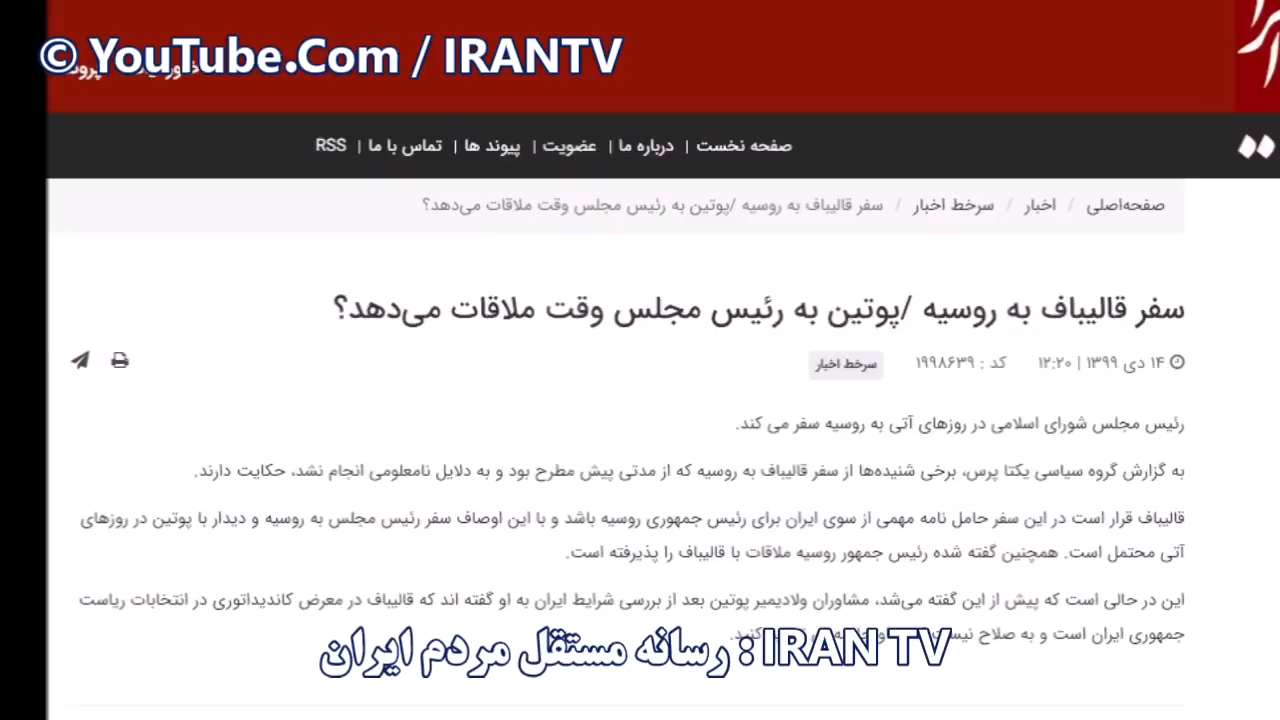 © YouTube.Com / IRANTV
صفحه نخست | درباره ما | عضویت | پیوند ها | تماس با ما | RSS
صفحه‌اصلی / اخبار / سرخط اخبار / سفر قالیباف به روسیه /پوتین به رئیس مجلس وقت ملاقات می‌دهد؟
سفر قالیباف به روسیه /پوتین به رئیس مجلس وقت ملاقات می‌دهد؟
۱۴ دی ۱۳۹۹ | ۱۲:۲۰ کد : ۱۹۹۸۶۳۹ سرخط اخبار
رئیس مجلس شورای اسلامی در روزهای آتی به روسیه سفر می کند.
به گزارش گروه سیاسی یکتا پرس، برخی شنیده‌ها از سفر قالیباف به روسیه که از مدتی پیش مطرح بود و به دلایل نامعلومی انجام نشد، حکایت دارند.
قالیباف قرار است در این سفر حامل نامه مهمی از سوی ایران برای رئیس جمهوری روسیه باشد و با این اوصاف سفر رئیس مجلس به روسیه و دیدار با پوتین در روزهای
آتی محتمل است. همچنین گفته شده رئیس جمهور روسیه ملاقات با قالیباف را پذیرفته است.
این در حالی است که پیش از این گفته می‌شد، مشاوران ولادیمیر پوتین بعد از بررسی شرایط ایران به او گفته اند که قالیباف در معرض کاندیداتوری در انتخابات ریاست
جمهوری ایران است و به صلاح نیست
IRAN TV : رسانه مستقل مردم ایران